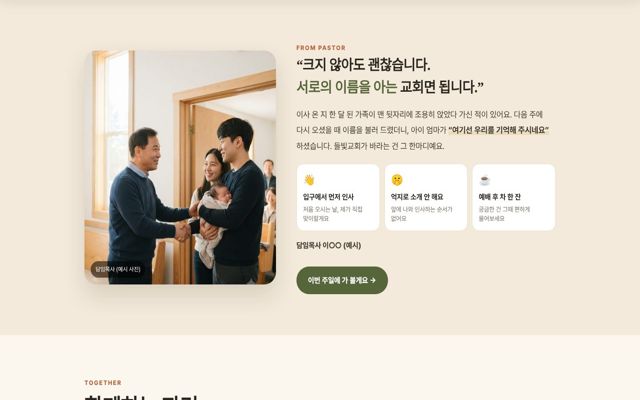 FROM PASTOR
“크지 않아도 괜찮습니다.
서로의 이름을 아는 교회면 됩니다.”
이사 온 지 한 달 된 가족이 맨 뒷자리에 조용히 앉았다 가신 적이 있어요. 다음 주에
다시 오셨을 때 이름을 불러 드렸더니, 아이 엄마가 “여기선 우리를 기억해 주시네요”
하셨습니다. 들빛교회가 바라는 건 그 한마디예요.
👋
🤫
☕
입구에서 먼저 인사
억지로 소개 안 해요
예배 후 차 한 잔
처음 오시는 날, 제가 직접
맞이할게요
앞에 나와 인사하는 순서가
없어요
궁금한 건 그때 편하게
물어보세요
담임목사 이○○ (예시)
담임목사 (예시 사진)
이번 주일에 가 볼게요 →
TOGETHER